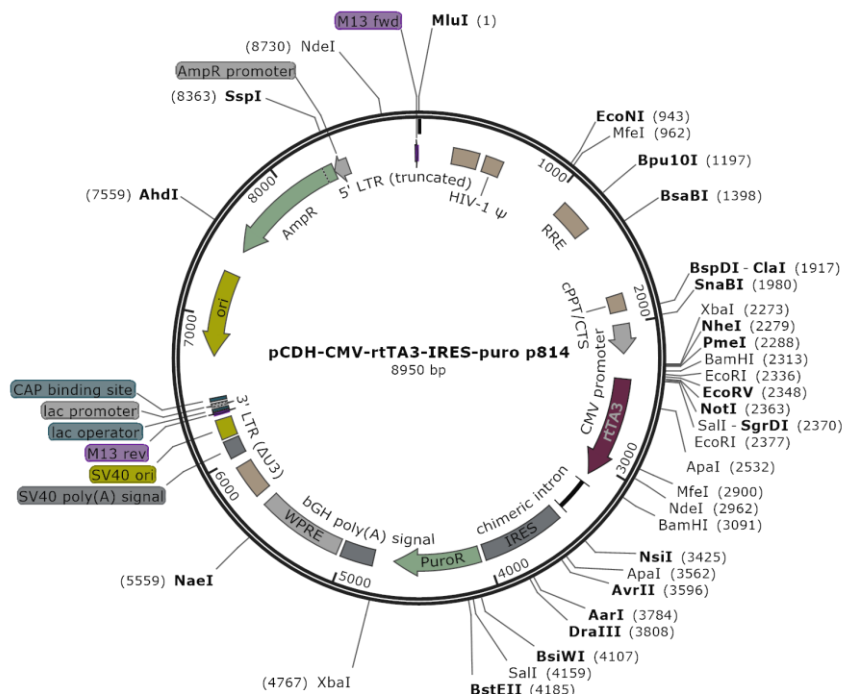 M13 fwd
MluI (1)
(8730) NdeI
AmpR promoter
(8363) SspI
EcoNI (943)
MfeI (962)
Bpu10I (1197)
BsaBI (1398)
(7559) AhdI
BspDI - ClaI (1917)
SnaBI (1980)
XbaI (2273)
NheI (2279)
PmeI (2288)
BamHI (2313)
EcoRI (2336)
EcoRV (2348)
NotI (2363)
SalI - SgrDI (2370)
EcoRI (2377)
ApaI (2532)
MfeI (2900)
NdeI (2962)
BamHI (3091)
NsiI (3425)
ApaI (3562)
AvrII (3596)
AarI (3784)
DraIII (3808)
BsiWI (4107)
SalI (4159)
BstEII (4185)
(4767) XbaI
(5559) NaeI
CAP binding site
lac promoter
lac operator
M13 rev
SV40 ori
SV40 poly(A) signal
1000
2000
3000
4000
5000
6000
7000
8000
5' LTR (truncated)
HIV-1 Ψ
RRE
cPPT/CTS
CMV promoter
rtTA3
chimeric intron
IRES
PuroR
bGH poly(A) signal
WPRE
3' LTR (ΔU3)
ori
AmpR
pCDH-CMV-rtTA3-IRES-puro p814
8950 bp